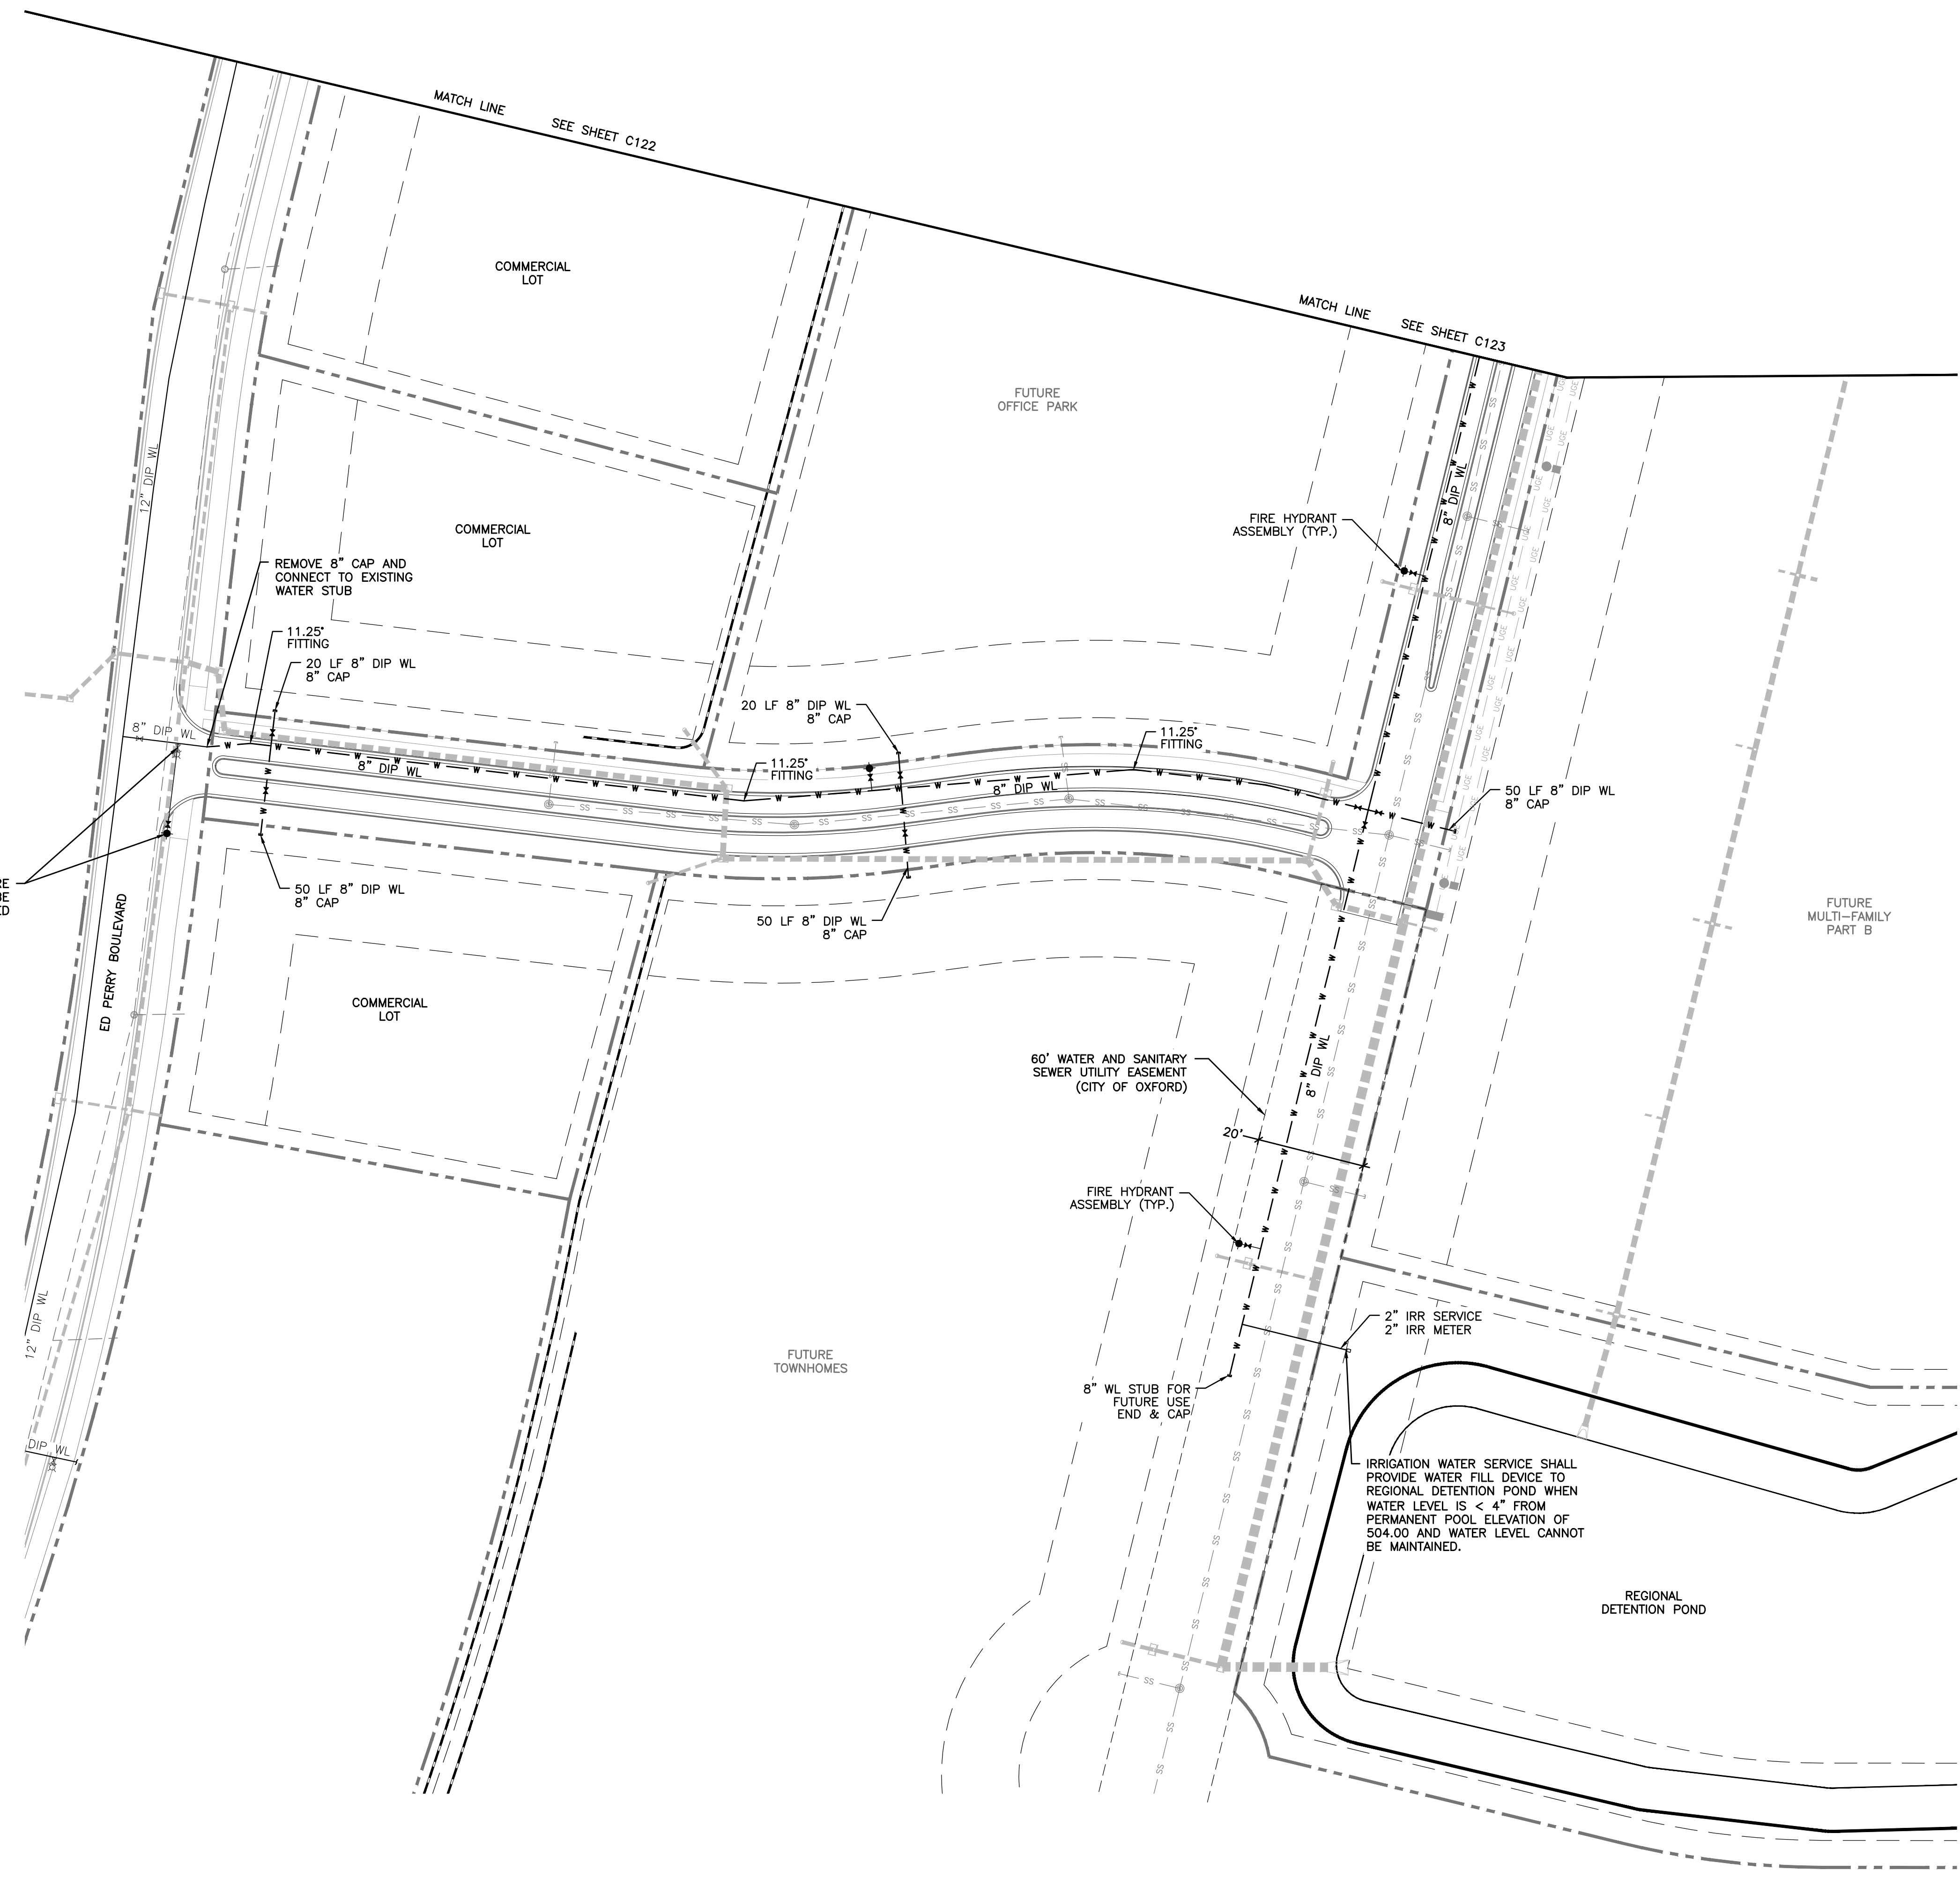 MATCH LINE
SEE SHEET C122
MATCH LINE
SEE SHEET C123
COMMERCIAL
LOT
FUTURE
OFFICE PARK
12" DIP WL
COMMERCIAL
LOT
FIRE HYDRANT
ASSEMBLY (TYP.)
8" DIP WL
REMOVE 8" CAP AND
CONNECT TO EXISTING
WATER STUB
11.25°
FITTING
20 LF 8" DIP WL
8" CAP
20 LF 8" DIP WL
8" CAP
11.25°
FITTING
8" DIP WL
8" DIP WL
11.25°
FITTING
8" DIP WL
50 LF 8" DIP WL
8" CAP
50 LF 8" DIP WL
8" CAP
50 LF 8" DIP WL
8" CAP
ED PERRY BOULEVARD
COMMERCIAL
LOT
FUTURE
MULTI-FAMILY
PART B
60' WATER AND SANITARY
SEWER UTILITY EASEMENT
(CITY OF OXFORD)
8" DIP WL
20'
FIRE HYDRANT
ASSEMBLY (TYP.)
12" DIP WL
2" IRR SERVICE
2" IRR METER
FUTURE
TOWNHOMES
8" WL STUB FOR
FUTURE USE
END & CAP
DIP WL
IRRIGATION WATER SERVICE SHALL
PROVIDE WATER FILL DEVICE TO
REGIONAL DETENTION POND WHEN
WATER LEVEL IS < 4" FROM
PERMANENT POOL ELEVATION OF
504.00 AND WATER LEVEL CANNOT
BE MAINTAINED.
REGIONAL
DETENTION POND